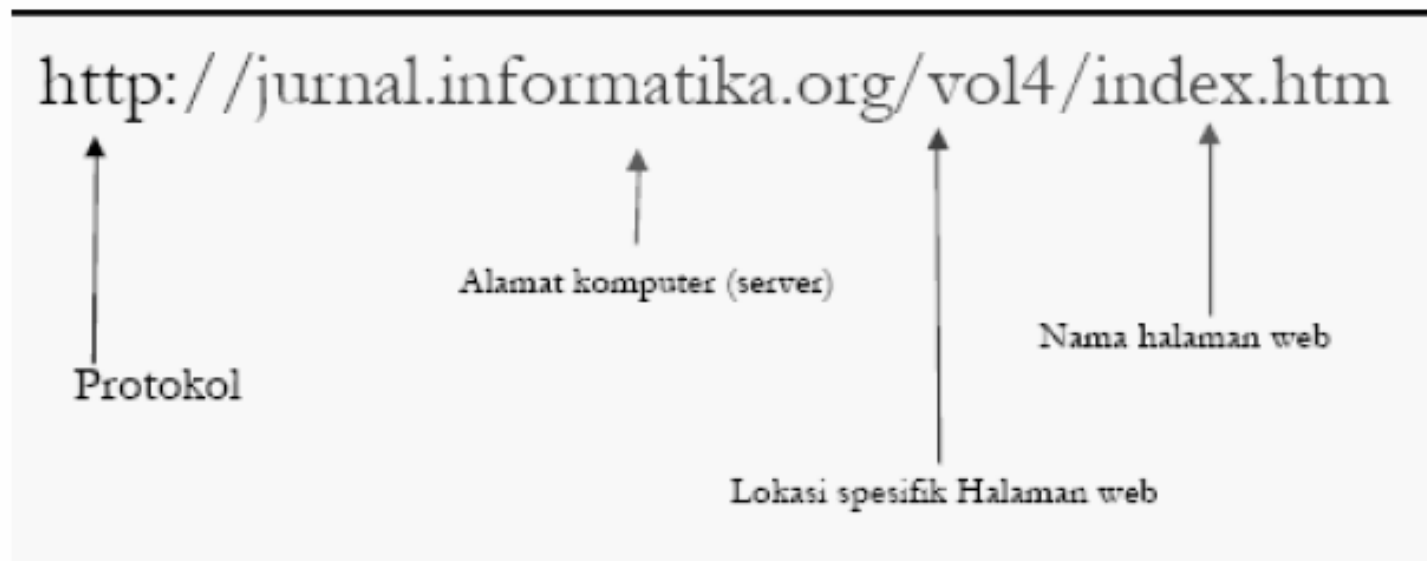 http://jurnal.informatika.org/vol4/index.htm
Alamat komputer (server)
Nama halaman web
Protokol
Lokasi spesifik Halaman web